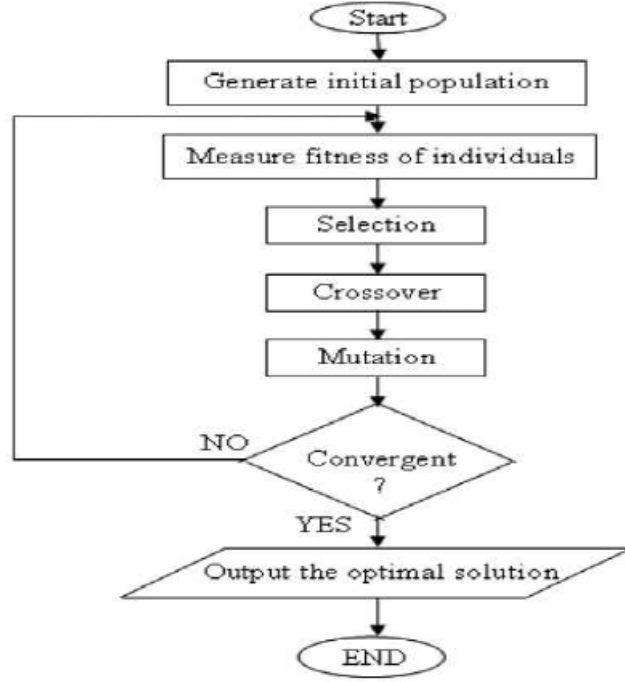 Start
Generate initial population
Measure fitness of individuals
Selection
Crossover
Mutation
NO
Convergent
?
YES
Output the optimal solution
END